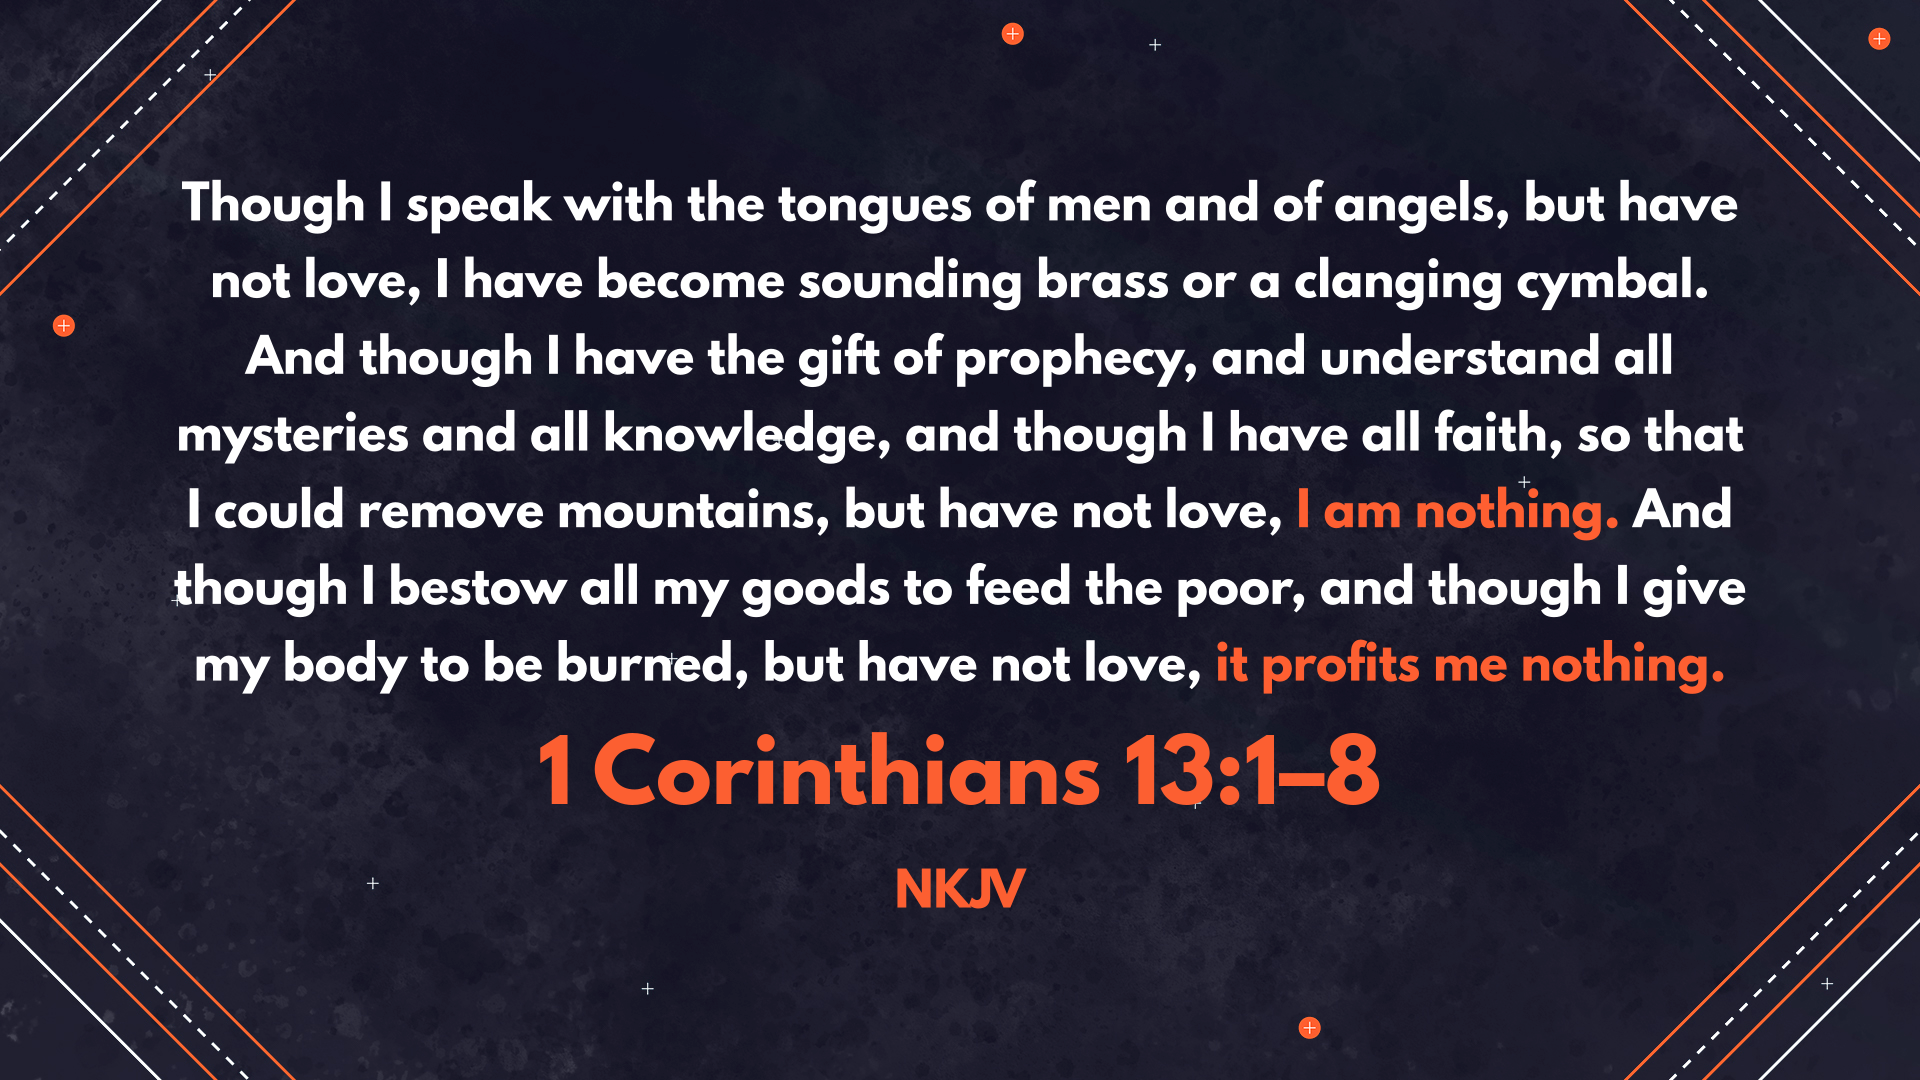 Though I speak with the tongues of men and of angels, but have
not love, I have become sounding brass or a clanging cymbal.
And though I have the gift of prophecy, and understand all
mysteries and all knowledge, and though I have all faith, so that
I could remove mountains, but have not love, I am nothing. And
though I bestow all my goods to feed the poor, and though I give
my body to be burned, but have not love, it profits me nothing.
1 Corinthians 13:1–8
NKJV